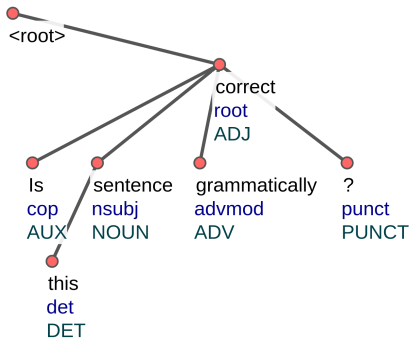 <root>
correct
root
ADJ
Is sentence grammatically ?
cop nsubj advmod punct
AUX NOUN ADV PUNCT
this
det
DET